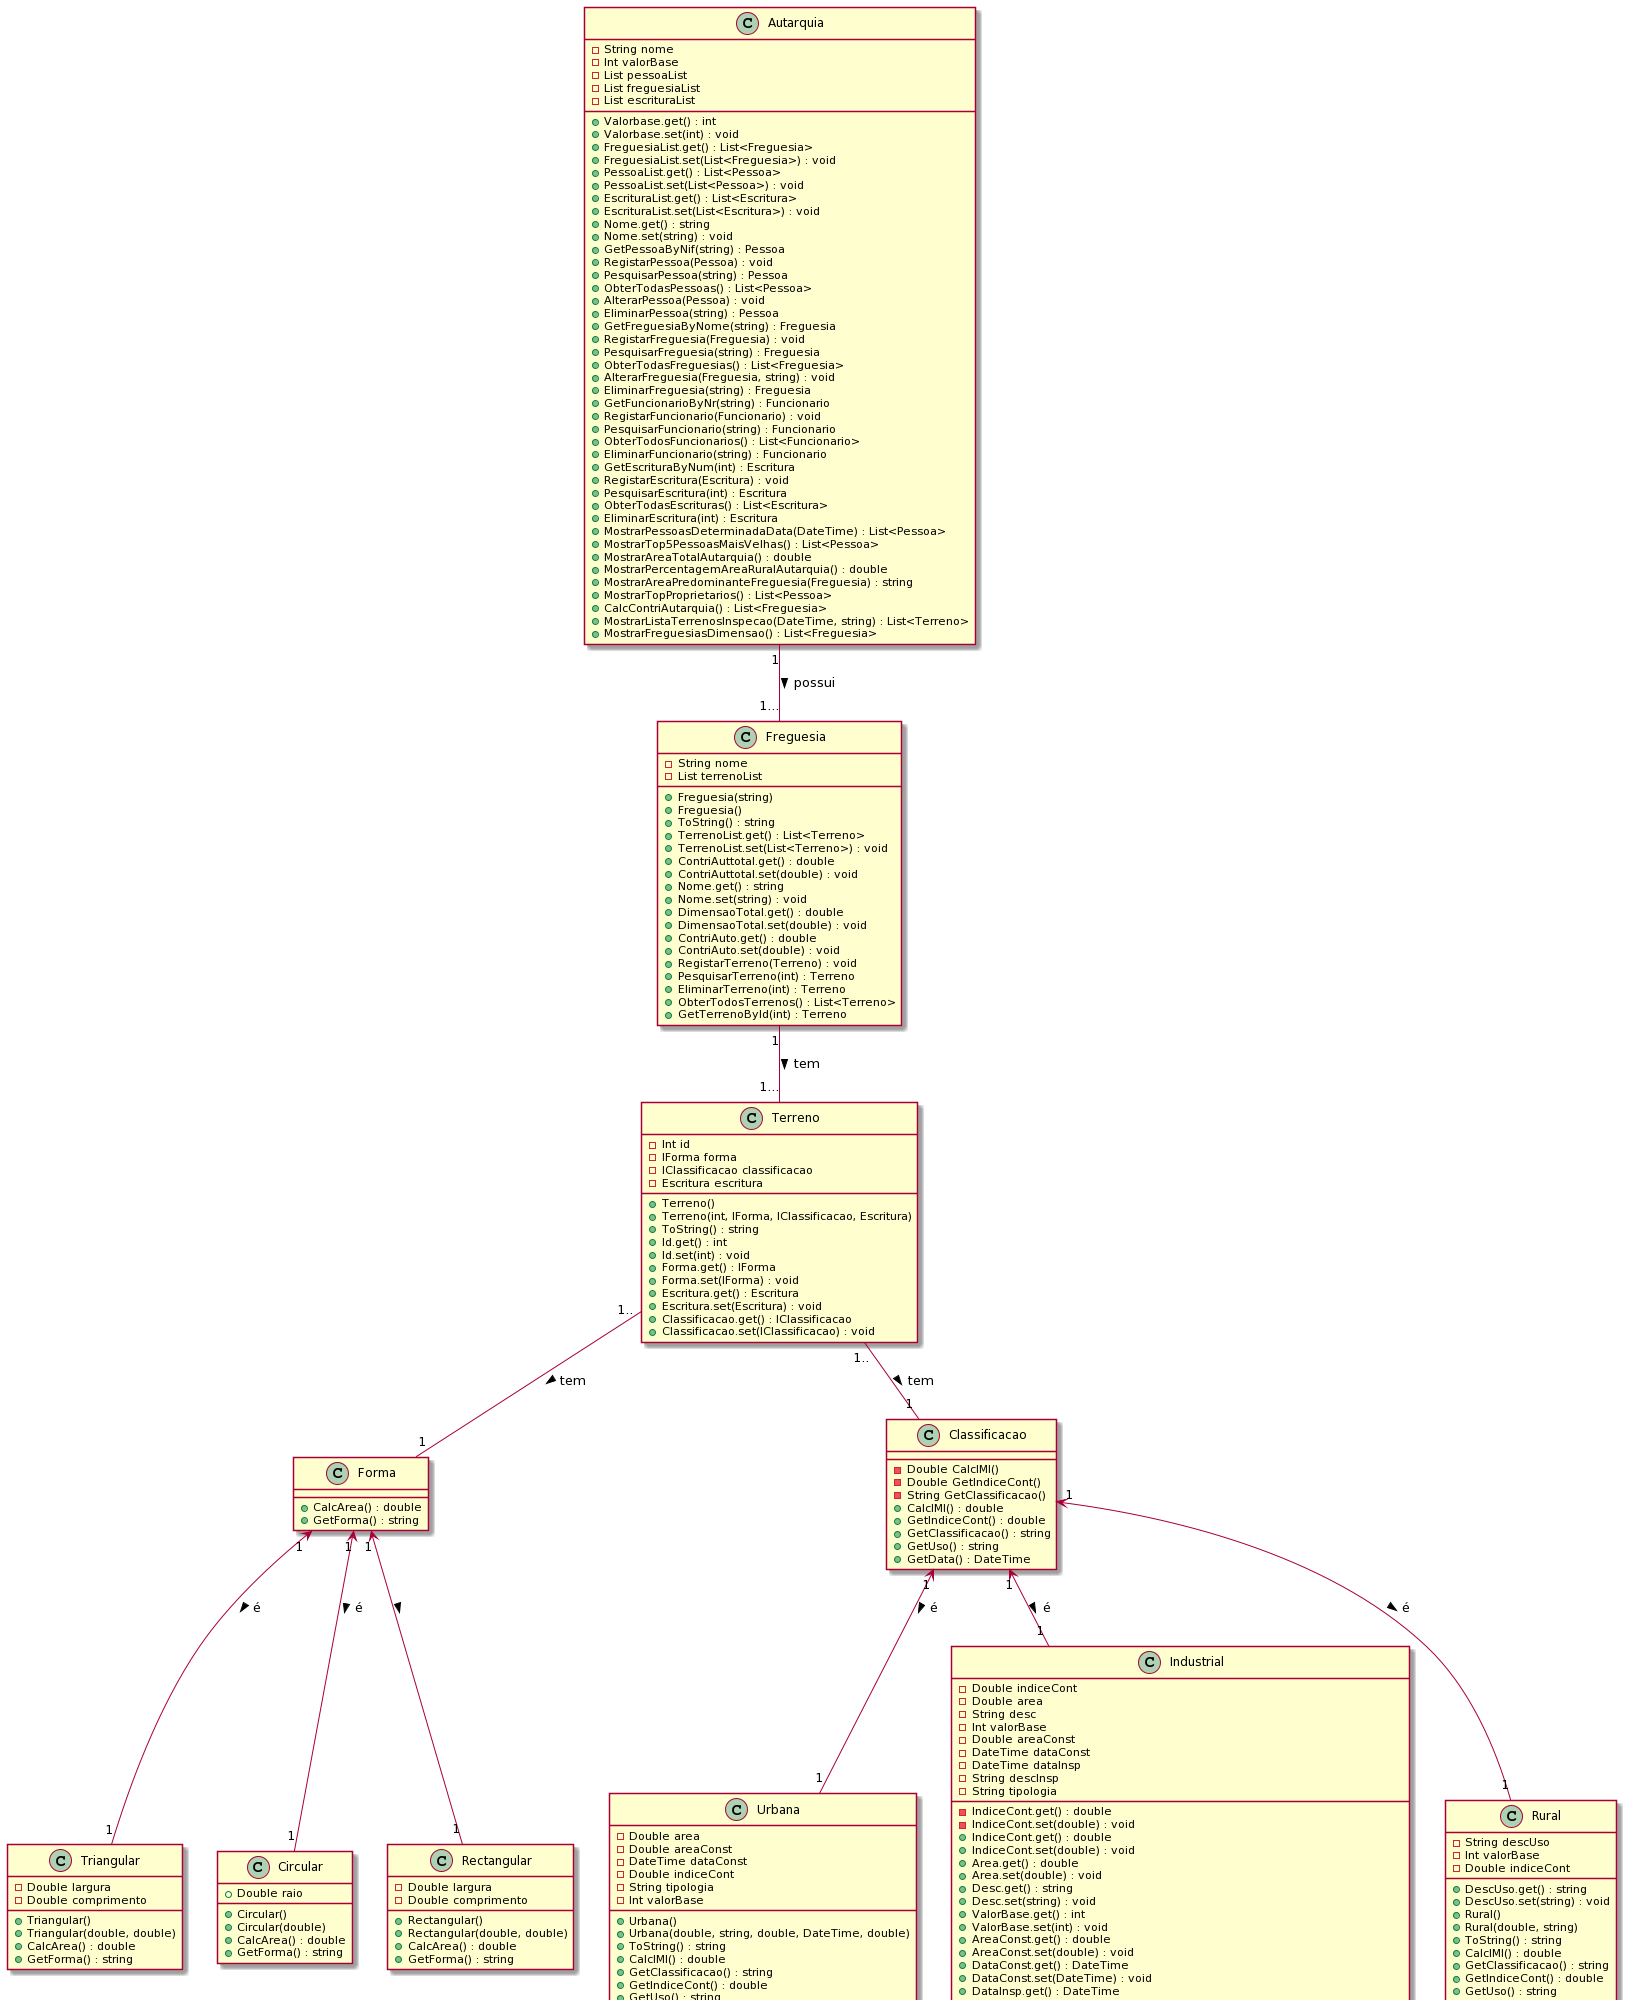 Autarquia
String nome
Int valorBase
List pessoaList
List freguesiaList
List escrituraList
Valorbase.get() : int
Valorbase.set(int) : void
FreguesiaList.get() : List<Freguesia>
FreguesiaList.set(List<Freguesia>) : void
PessoaList.get() : List<Pessoa>
PessoaList.set(List<Pessoa>) : void
EscrituraList.get() : List<Escritura>
EscrituraList.set(List<Escritura>) : void
Nome.get() : string
Nome.set(string) : void
GetPessoaByNif(string) : Pessoa
RegistarPessoa(Pessoa) : void
PesquisarPessoa(string) : Pessoa
ObterTodasPessoas() : List<Pessoa>
AlterarPessoa(Pessoa) : void
EliminarPessoa(string) : Pessoa
GetFreguesiaByNome(string) : Freguesia
RegistarFreguesia(Freguesia) : void
PesquisarFreguesia(string) : Freguesia
ObterTodasFreguesias() : List<Freguesia>
AlterarFreguesia(Freguesia, string) : void
EliminarFreguesia(string) : Freguesia
GetFuncionarioByNr(string) : Funcionario
RegistarFuncionario(Funcionario) : void
PesquisarFuncionario(string) : Funcionario
ObterTodosFuncionarios() : List<Funcionario>
EliminarFuncionario(string) : Funcionario
GetEscrituraByNum(int) : Escritura
RegistarEscritura(Escritura) : void
PesquisarEscritura(int) : Escritura
ObterTodasEscrituras() : List<Escritura>
EliminarEscritura(int) : Escritura
MostrarPessoasDeterminadaData(DateTime) : List<Pessoa>
MostrarTop5PessoasMaisVelhas() : List<Pessoa>
MostrarAreaTotalAutarquia() : double
MostrarPercentagemAreaRuralAutarquia() : double
MostrarAreaPredominanteFreguesia(Freguesia) : string
MostrarTopProprietarios() : List<Pessoa>
CalcContriAutarquia() : List<Freguesia>
MostrarListaTerrenosInspecao(DateTime, string) : List<Terreno>
MostrarFreguesiasDimensao() : List<Freguesia>
1
possui
1...
Freguesia
String nome
List terrenoList
Freguesia(string)
Freguesia()
ToString() : string
TerrenoList.get() : List<Terreno>
TerrenoList.set(List<Terreno>) : void
ContriAuttotal.get() : double
ContriAuttotal.set(double) : void
Nome.get() : string
Nome.set(string) : void
DimensaoTotal.get() : double
DimensaoTotal.set(double) : void
ContriAuto.get() : double
ContriAuto.set(double) : void
RegistarTerreno(Terreno) : void
PesquisarTerreno(int) : Terreno
EliminarTerreno(int) : Terreno
ObterTodosTerrenos() : List<Terreno>
GetTerrenoById(int) : Terreno
1
tem
1...
Terreno
Int id
IForma forma
IClassificacao classificacao
Escritura escritura
Terreno()
Terreno(int, IForma, IClassificacao, Escritura)
ToString() : string
Id.get() : int
Id.set(int) : void
Forma.get() : IForma
Forma.set(IForma) : void
Escritura.get() : Escritura
Escritura.set(Escritura) : void
Classificacao.get() : IClassificacao
Classificacao.set(IClassificacao) : void
1..
tem
1
1..
tem
1
Forma
CalcArea() : double
GetForma() : string
Classificacao
Double CalcIMI()
Double GetIndiceCont()
String GetClassificacao()
CalcIMI() : double
GetIndiceCont() : double
GetClassificacao() : string
GetUso() : string
GetData() : DateTime
1
1
1
1
1
1
é
é
é
é
é
1
1
1
1
1
1
Triangular
Double largura
Double comprimento
Triangular()
Triangular(double, double)
CalcArea() : double
GetForma() : string
Circular
Double raio
Circular()
Circular(double)
CalcArea() : double
GetForma() : string
Rectangular
Double largura
Double comprimento
Rectangular()
Rectangular(double, double)
CalcArea() : double
GetForma() : string
Urbana
Double area
Double areaConst
DateTime dataConst
Double indiceCont
String tipologia
Int valorBase
Urbana()
Urbana(double, string, double, DateTime, double)
ToString() : string
CalcIMI() : double
GetClassificacao() : string
GetIndiceCont() : double
GetUso() : string
Industrial
Double indiceCont
Double area
String desc
Int valorBase
Double areaConst
DateTime dataConst
DateTime dataInsp
String descInsp
String tipologia
IndiceCont.get() : double
IndiceCont.set(double) : void
IndiceCont.get() : double
IndiceCont.set(double) : void
Area.get() : double
Area.set(double) : void
Desc.get() : string
Desc.set(string) : void
ValorBase.get() : int
ValorBase.set(int) : void
AreaConst.get() : double
AreaConst.set(double) : void
DataConst.get() : DateTime
DataConst.set(DateTime) : void
DataInsp.get() : DateTime
Rural
String descUso
Int valorBase
Double indiceCont
DescUso.get() : string
DescUso.set(string) : void
Rural()
Rural(double, string)
ToString() : string
CalcIMI() : double
GetClassificacao() : string
GetIndiceCont() : double
GetUso() : string